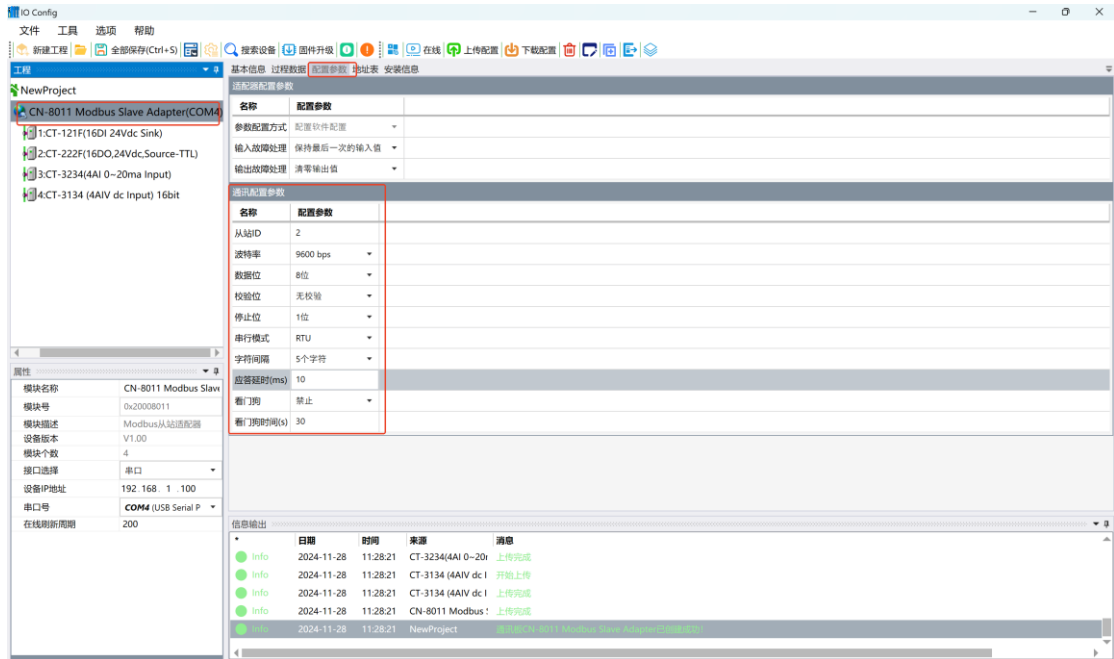 IO Config
文件 工具 选项 帮助
新建工程 全部保存(Ctrl+S) 搜索设备 固件升级 在线 上传配置 下载配置
工程
NewProject
CN-8011 Modbus Slave Adapter(COM4)
1:CT-121F(16DI 24Vdc Sink)
2:CT-222F(16DO,24Vdc,Source-TTL)
3:CT-3234(4AI 0~20ma Input)
4:CT-3134 (4AIV dc Input) 16bit
基本信息 过程数据 配置参数 地址表 安装信息
适配器配置参数
名称 配置参数
参数配置方式 配置软件配置
输入故障处理 保持最后一次的输入值
输出故障处理 清零输出值
通讯配置参数
名称 配置参数
从站ID 2
波特率 9600 bps
数据位 8位
校验位 无校验
停止位 1位
串行模式 RTU
字符间隔 5个字符
应答延时(ms) 10
看门狗 禁止
看门狗时间(s) 30
属性
模块名称 CN-8011 Modbus Slave
模块号 0x20008011
模块描述 Modbus从站适配器
设备版本 V1.00
模块个数 4
接口选择 串口
设备IP地址 192.168. 1 .100
串口号 COM4 (USB Serial P
在线刷新周期 200
信息输出
* 日期 时间 来源 消息
Info 2024-11-28 11:28:21 CT-3234(4AI 0~20r 上传完成
Info 2024-11-28 11:28:21 CT-3134 (4AIV dc I 开始上传
Info 2024-11-28 11:28:21 CT-3134 (4AIV dc I 上传完成
Info 2024-11-28 11:28:21 CN-8011 Modbus S 上传完成
Info 2024-11-28 11:28:21 NewProject 通讯板CN-8011 Modbus Slave Adapter已创建成功!